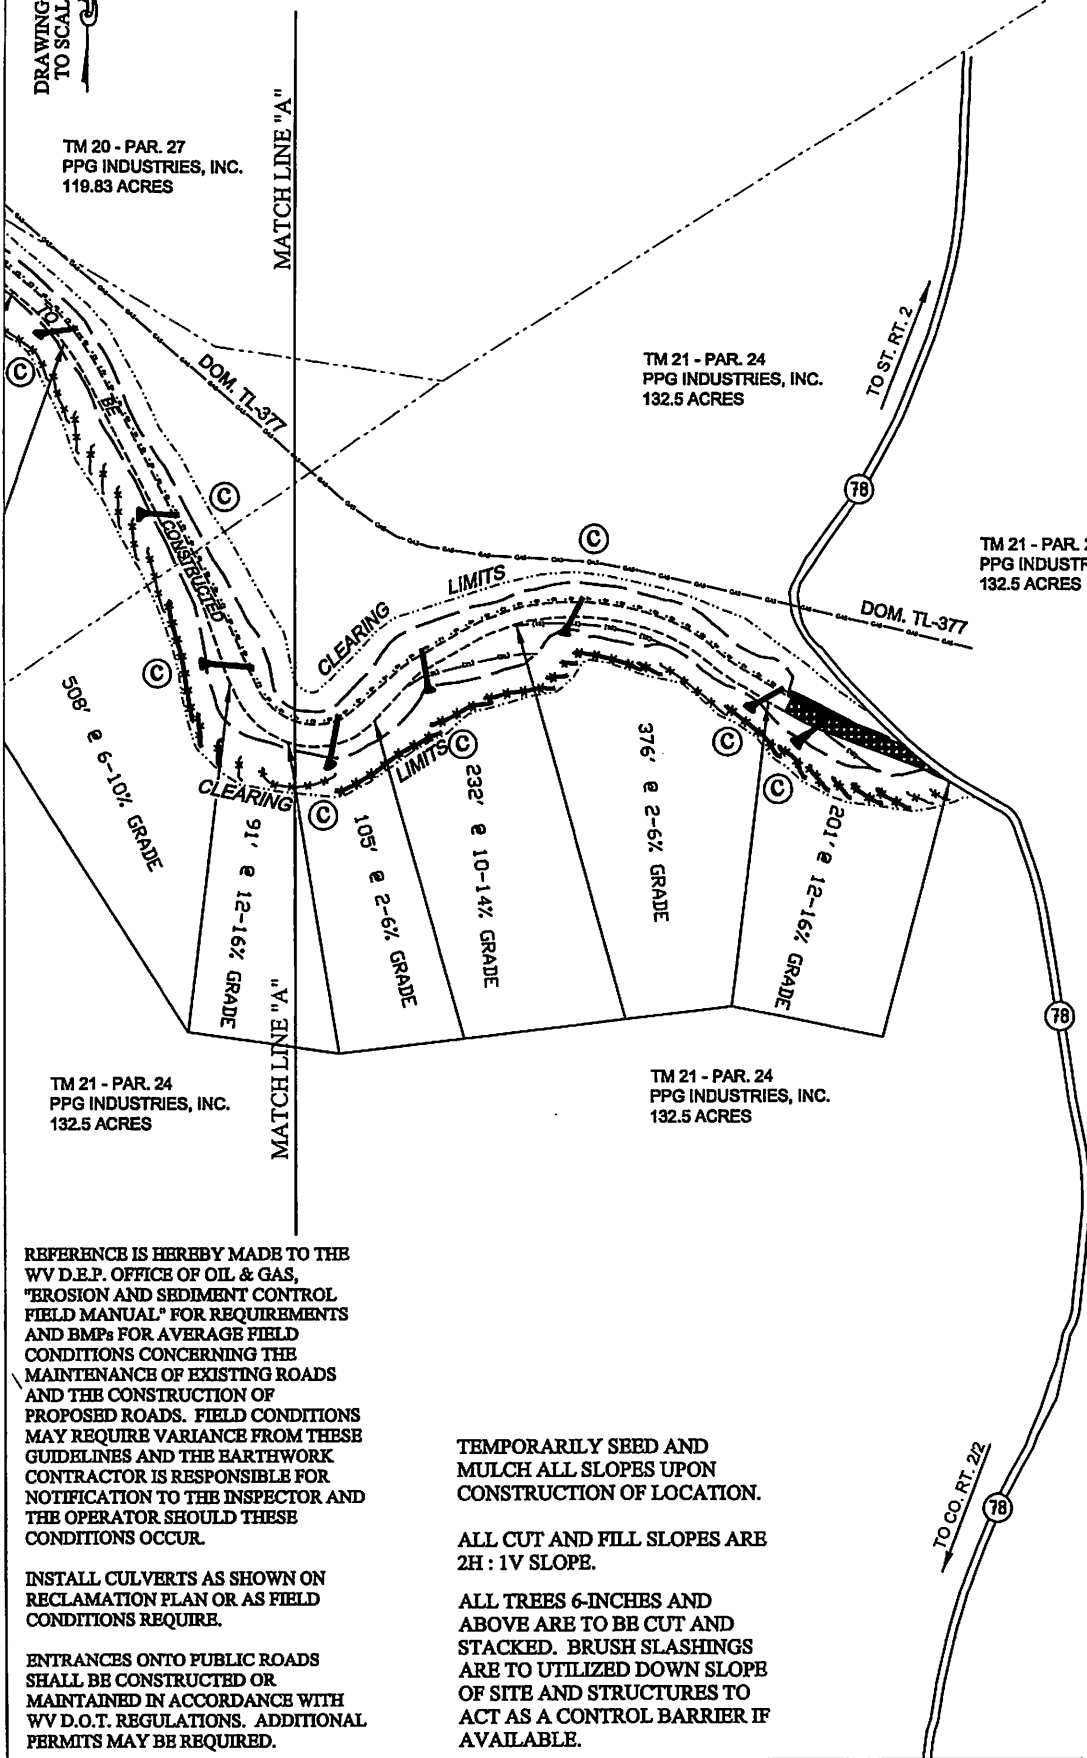 DRAWING
TO SCAL
TM 20 - PAR. 27
PPG INDUSTRIES, INC.
119.83 ACRES
MATCH LINE "A"
TO BE CONSTRUCTED
DOM. TL-377
TM 21 - PAR. 24
PPG INDUSTRIES, INC.
132.5 ACRES
TO ST. RT. 2
78
TM 21 - PAR.
PPG INDUSTR
132.5 ACRES
DOM. TL-377
C
C
C
C
C
C
C
C
CLEARING LIMITS
CLEARING LIMITS
508' @ 6-10% GRADE
91' @ 12-16% GRADE
105' @ 2-6% GRADE
232' @ 10-14% GRADE
376' @ 2-6% GRADE
201' @ 12-16% GRADE
78
MATCH LINE "A"
TM 21 - PAR. 24
PPG INDUSTRIES, INC.
132.5 ACRES
TM 21 - PAR. 24
PPG INDUSTRIES, INC.
132.5 ACRES
REFERENCE IS HEREBY MADE TO THE
WV D.E.P. OFFICE OF OIL & GAS,
"EROSION AND SEDIMENT CONTROL
FIELD MANUAL" FOR REQUIREMENTS
AND BMPs FOR AVERAGE FIELD
CONDITIONS CONCERNING THE
MAINTENANCE OF EXISTING ROADS
AND THE CONSTRUCTION OF
PROPOSED ROADS. FIELD CONDITIONS
MAY REQUIRE VARIANCE FROM THESE
GUIDELINES AND THE EARTHWORK
CONTRACTOR IS RESPONSIBLE FOR
NOTIFICATION TO THE INSPECTOR AND
THE OPERATOR SHOULD THESE
CONDITIONS OCCUR.
INSTALL CULVERTS AS SHOWN ON
RECLAMATION PLAN OR AS FIELD
CONDITIONS REQUIRE.
ENTRANCES ONTO PUBLIC ROADS
SHALL BE CONSTRUCTED OR
MAINTAINED IN ACCORDANCE WITH
WV D.O.T. REGULATIONS. ADDITIONAL
PERMITS MAY BE REQUIRED.
TEMPORARILY SEED AND
MULCH ALL SLOPES UPON
CONSTRUCTION OF LOCATION.
ALL CUT AND FILL SLOPES ARE
2H : 1V SLOPE.
ALL TREES 6-INCHES AND
ABOVE ARE TO BE CUT AND
STACKED. BRUSH SLASHINGS
ARE TO UTILIZED DOWN SLOPE
OF SITE AND STRUCTURES TO
ACT AS A CONTROL BARRIER IF
AVAILABLE.
TO CO. RT. 2/2
78